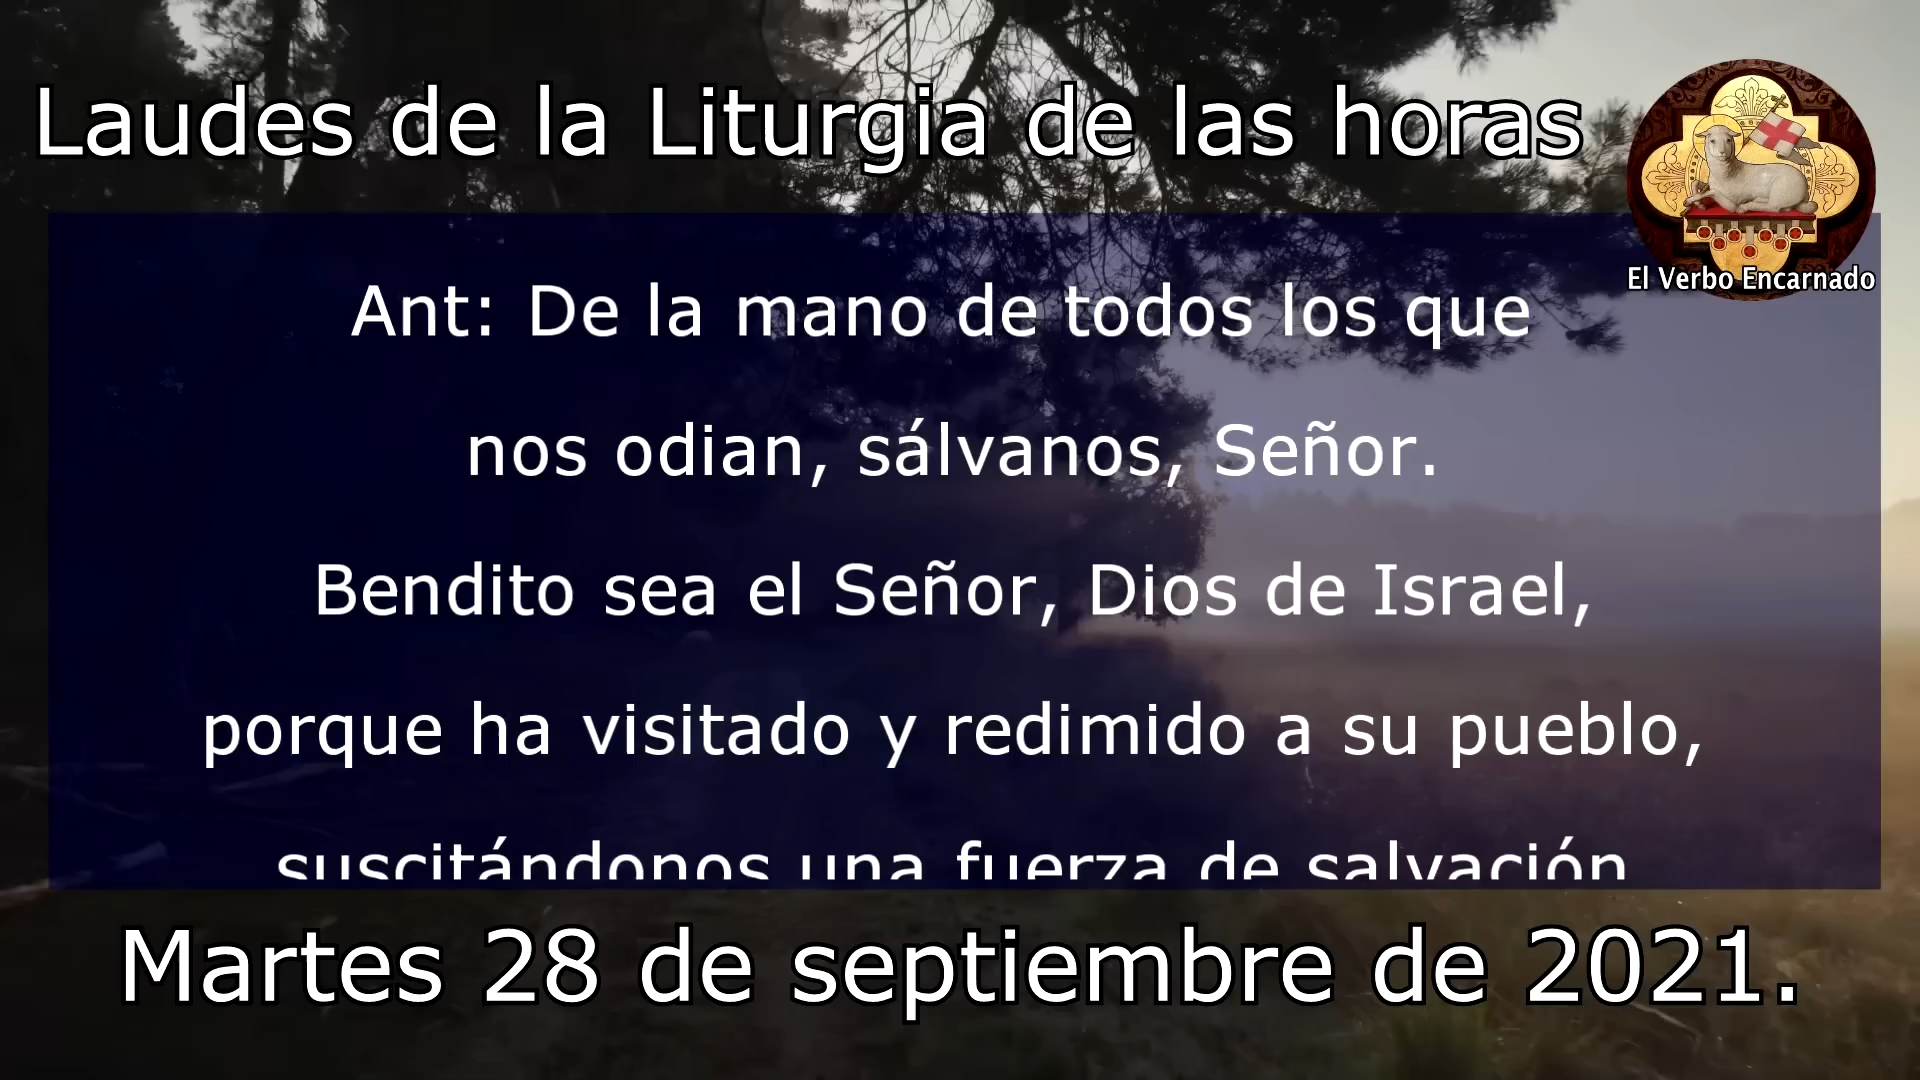 Laudes de la Liturgia de las horas
El Verbo Encarnado
Ant: De la mano de todos los que
nos odian, sálvanos, Señor.
Bendito sea el Señor, Dios de Israel,
porque ha visitado y redimido a su pueblo,
suscitándonos una fuerza de salvación
Martes 28 de septiembre de 2021.